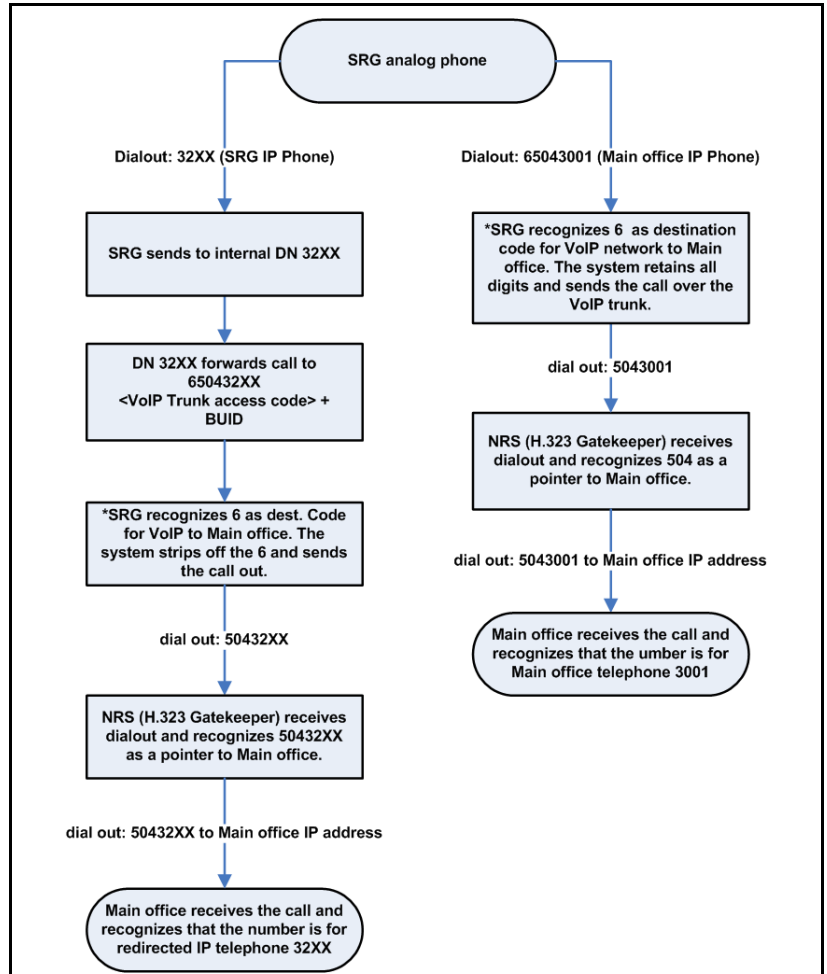 SRG analog phone
Dialout: 32XX (SRG IP Phone)
SRG sends to internal DN 32XX
DN 32XX forwards call to
650432XX
<VoIP Trunk access code> +
BUID
*SRG recognizes 6 as dest. Code
for VoIP to Main office. The
system strips off the 6 and sends
the call out.
dial out: 50432XX
NRS (H.323 Gatekeeper) receives
dialout and recognizes 50432XX
as a pointer to Main office.
dial out: 50432XX to Main office IP address
Main office receives the call and
recognizes that the number is for
redirected IP telephone 32XX
Dialout: 65043001 (Main office IP Phone)
*SRG recognizes 6 as destination
code for VoIP network to Main
office. The system retains all
digits and sends the call over the
VoIP trunk.
dial out: 5043001
NRS (H.323 Gatekeeper) receives
dialout and recognizes 504 as a
pointer to Main office.
dial out: 5043001 to Main office IP address
Main office receives the call and
recognizes that the umber is for
Main office telephone 3001